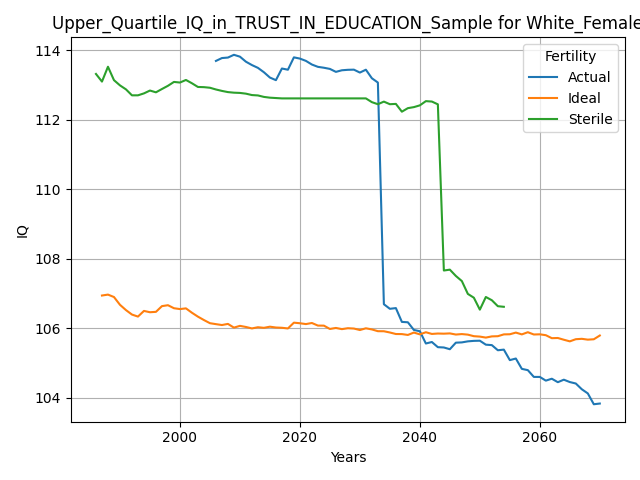 Upper_Quartile_IQ_in_TRUST_IN_EDUCATION_Sample for White_Female
114
112
110
108
106
104
IQ
Fertility
Actual
Ideal
Sterile
2000
2020
2040
2060
Years